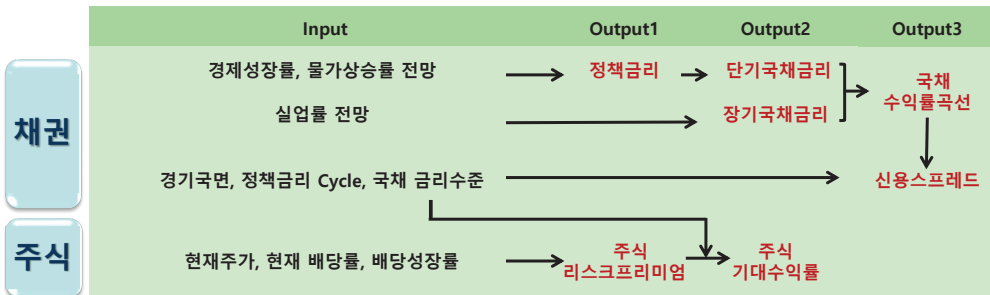 Input Output1 Output2 Output3
채권
경제성장률, 물가상승률 전망 정책금리 단기국채금리
국채
수익률곡선
실업률 전망 장기국채금리
경기국면, 정책금리 Cycle, 국채 금리수준 신용스프레드
주식
현재주가, 현재 배당률, 배당성장률
주식
리스크프리미엄
주식
기대수익률